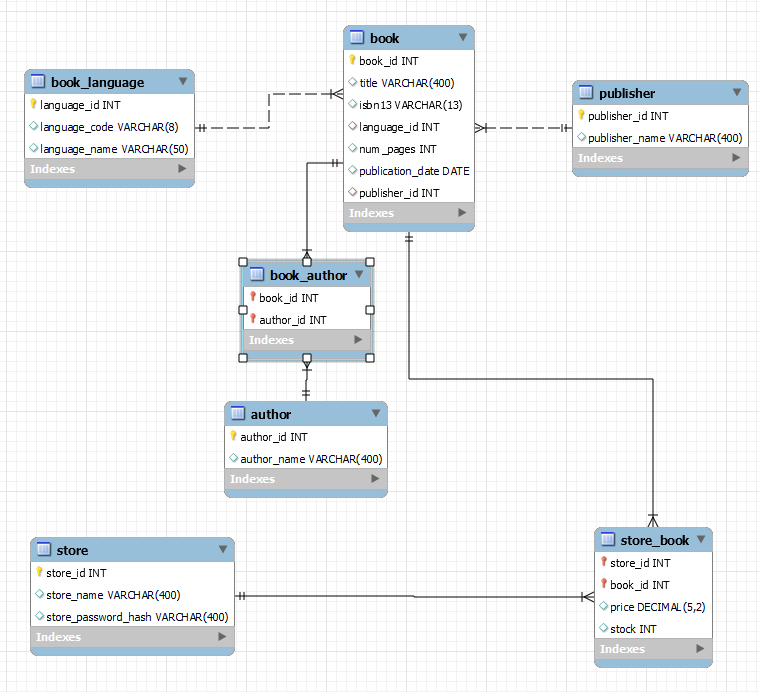 book
book_id INT
title VARCHAR(400)
isbn13 VARCHAR(13)
language_id INT
num _pages INT
publication_date DATE
publisher_id INT
Indexes
book_language
language_id INT
language_code VARCHAR(8)
language_name VARCHAR(50)
Indexes
publisher
publisher_id INT
publisher_name VARCHAR(400)
Indexes
book_author
book_id INT
author_id INT
Indexes
author
author_id INT
author_name VARCHAR(400)
Indexes
store
store_id INT
store_name VARCHAR(400)
store_password_hash VARCHAR(400)
Indexes
store_book
store_id INT
book_id INT
price DECIMAL(5,2)
stock INT
Indexes